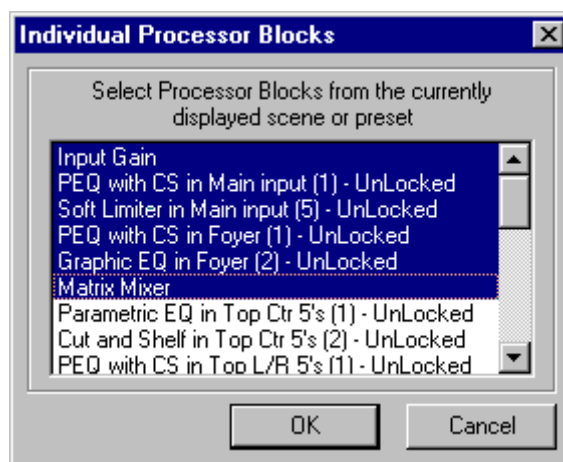 Individual Processor Blocks
Select Processor Blocks from the currently
displayed scene or preset
Input Gain
PEQ with CS in Main input (1) - UnLocked
Soft Limiter in Main input (5) - UnLocked
PEQ with CS in Foyer (1) - UnLocked
Graphic EQ in Foyer (2) - UnLocked
Matrix Mixer
Parametric EQ in Top Ctr 5's (1) - UnLocked
Cut and Shelf in Top Ctr 5's (2) - UnLocked
PEQ with CS in Top L/R 5's (1) - UnLocked
OK
Cancel